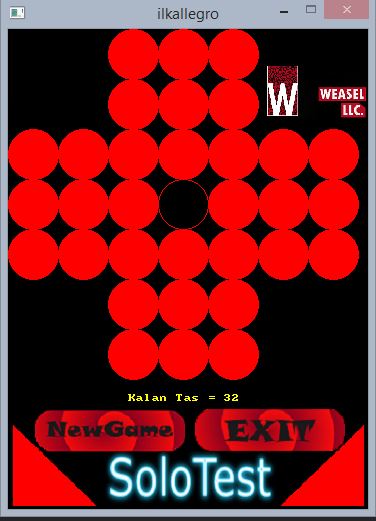 ilkallegro
W
WEASEL
LLC.
Kalan Tas = 32
NewGame
EXIT
SoloTest